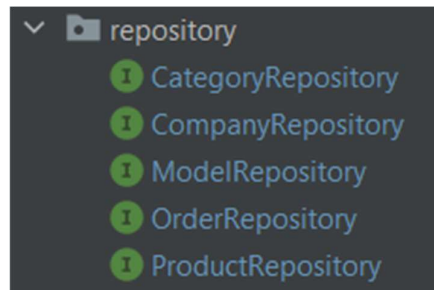 repository
I CategoryRepository
I CompanyRepository
I ModelRepository
I OrderRepository
I ProductRepository